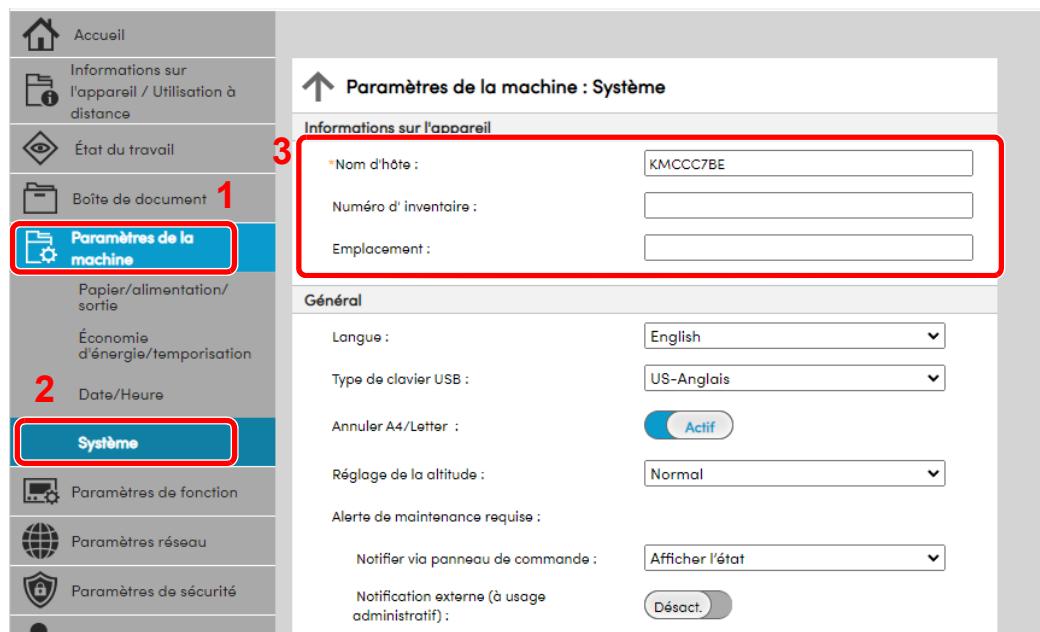 Accueil
Informations sur
l'appareil / Utilisation à
distance
État du travail
Boîte de document
1
Paramètres de la
machine
Papier/alimentation/
sortie
Économie
d'énergie/temporisation
2
Date/Heure
Système
Paramètres de fonction
Paramètres réseau
Paramètres de sécurité
Paramètres de la machine : Système
Informations sur l'appareil
3
*Nom d'hôte : KMCCC7BE
Numéro d' inventaire :
Emplacement :
Général
Langue : English
Type de clavier USB : US-Anglais
Annuler A4/Letter : Actif
Réglage de la altitude : Normal
Alerte de maintenance requise :
Notifier via panneau de commande : Afficher l'état
Notification externe (à usage
administratif) : Désact.